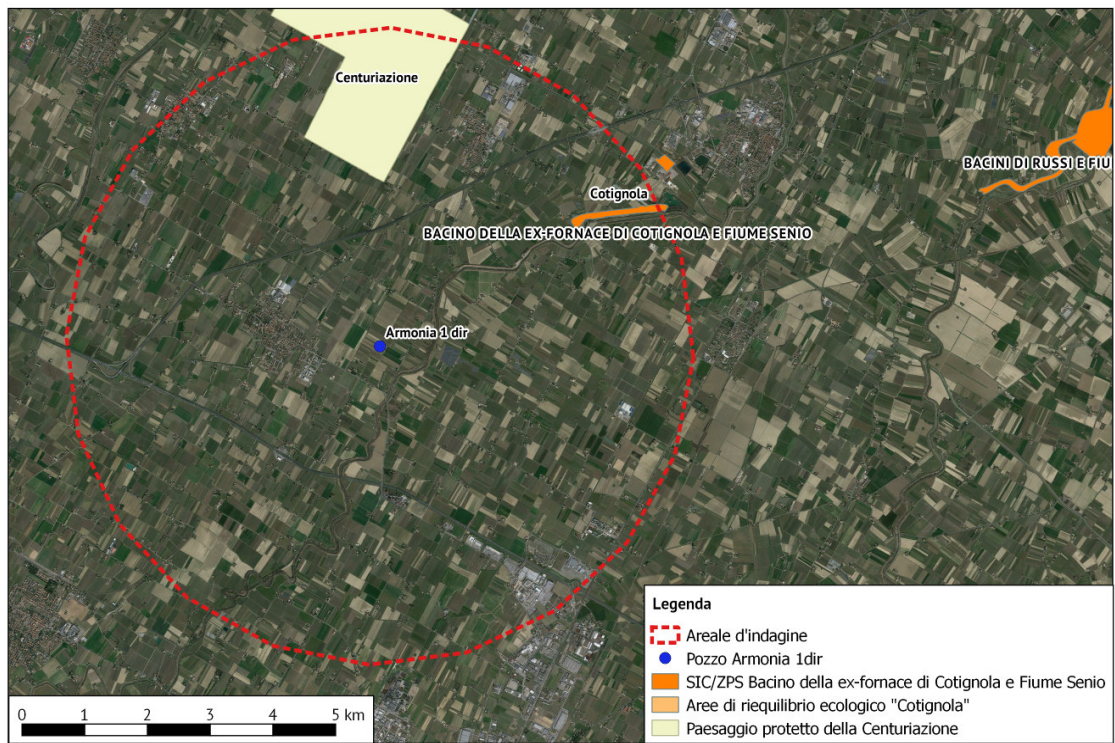 Centuriazione
BACINI DI RUSSI E FIU
Cotignola
BACINO DELLA EX-FORNACE DI COTIGNOLA E FIUME SENIO
Armonia 1 dir
Legenda
Areale d'indagine
Pozzo Armonia 1dir
SIC/ZPS Bacino della ex-fornace di Cotignola e Fiume Senio
Aree di riequilibrio ecologico "Cotignola"
Paesaggio protetto della Centuriazione
0 1 2 3 4 5 km